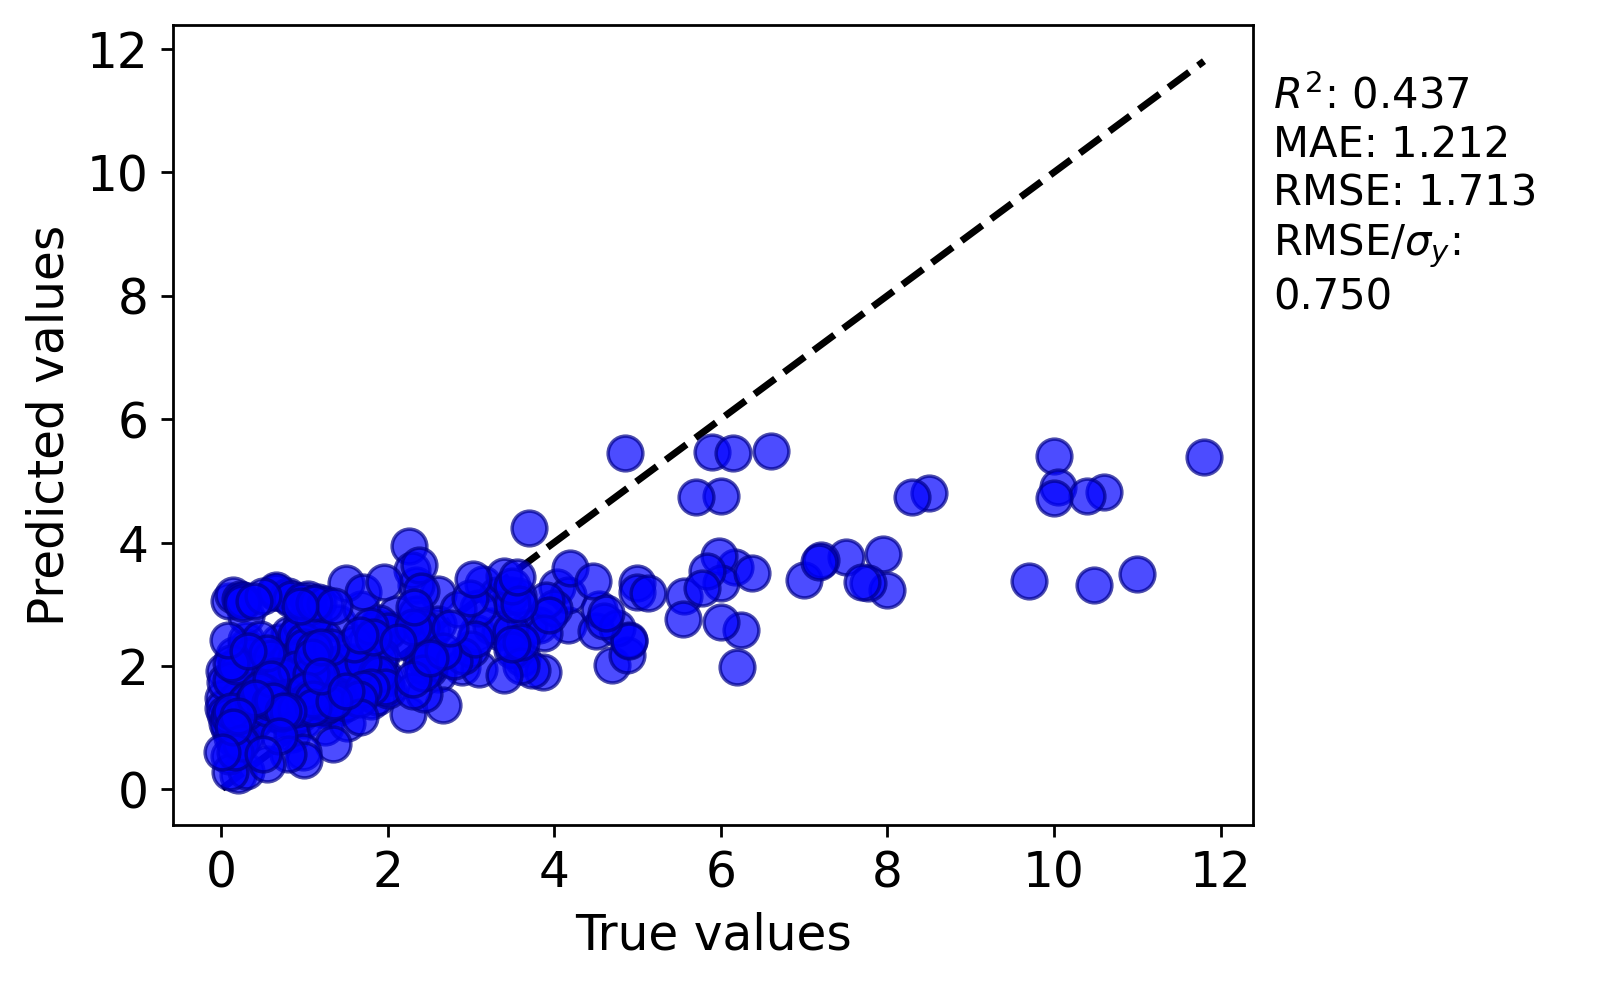 12
10
8
6
4
2
0
Predicted values
0 2 4 6 8 10 12
True values
R²: 0.437
MAE: 1.212
RMSE: 1.713
RMSE/σ_y:
0.750